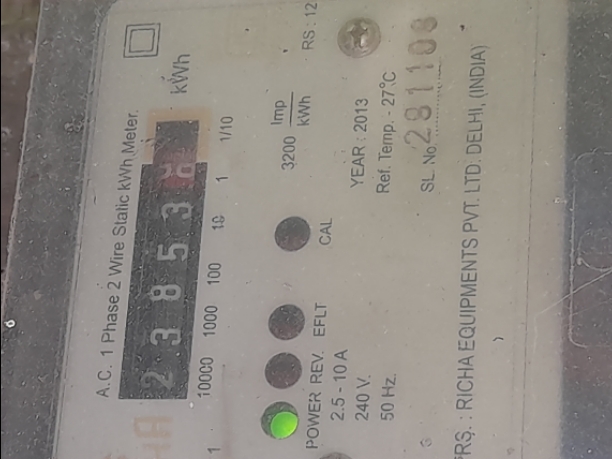 A.C. 1 Phase 2 Wire Static kWh Meter.
2 3 8 5 3
kWh
10000 1000 100 10 1 1/10
POWER REV. EFLT CAL
3200 Imp
kWh
RS : 12
2.5 - 10 A
240 V.
50 Hz.
YEAR : 2013
Ref. Temp. - 27°C
SL. No. 281108
RS. : RICHA EQUIPMENTS PVT. LTD. DELHI, (INDIA)